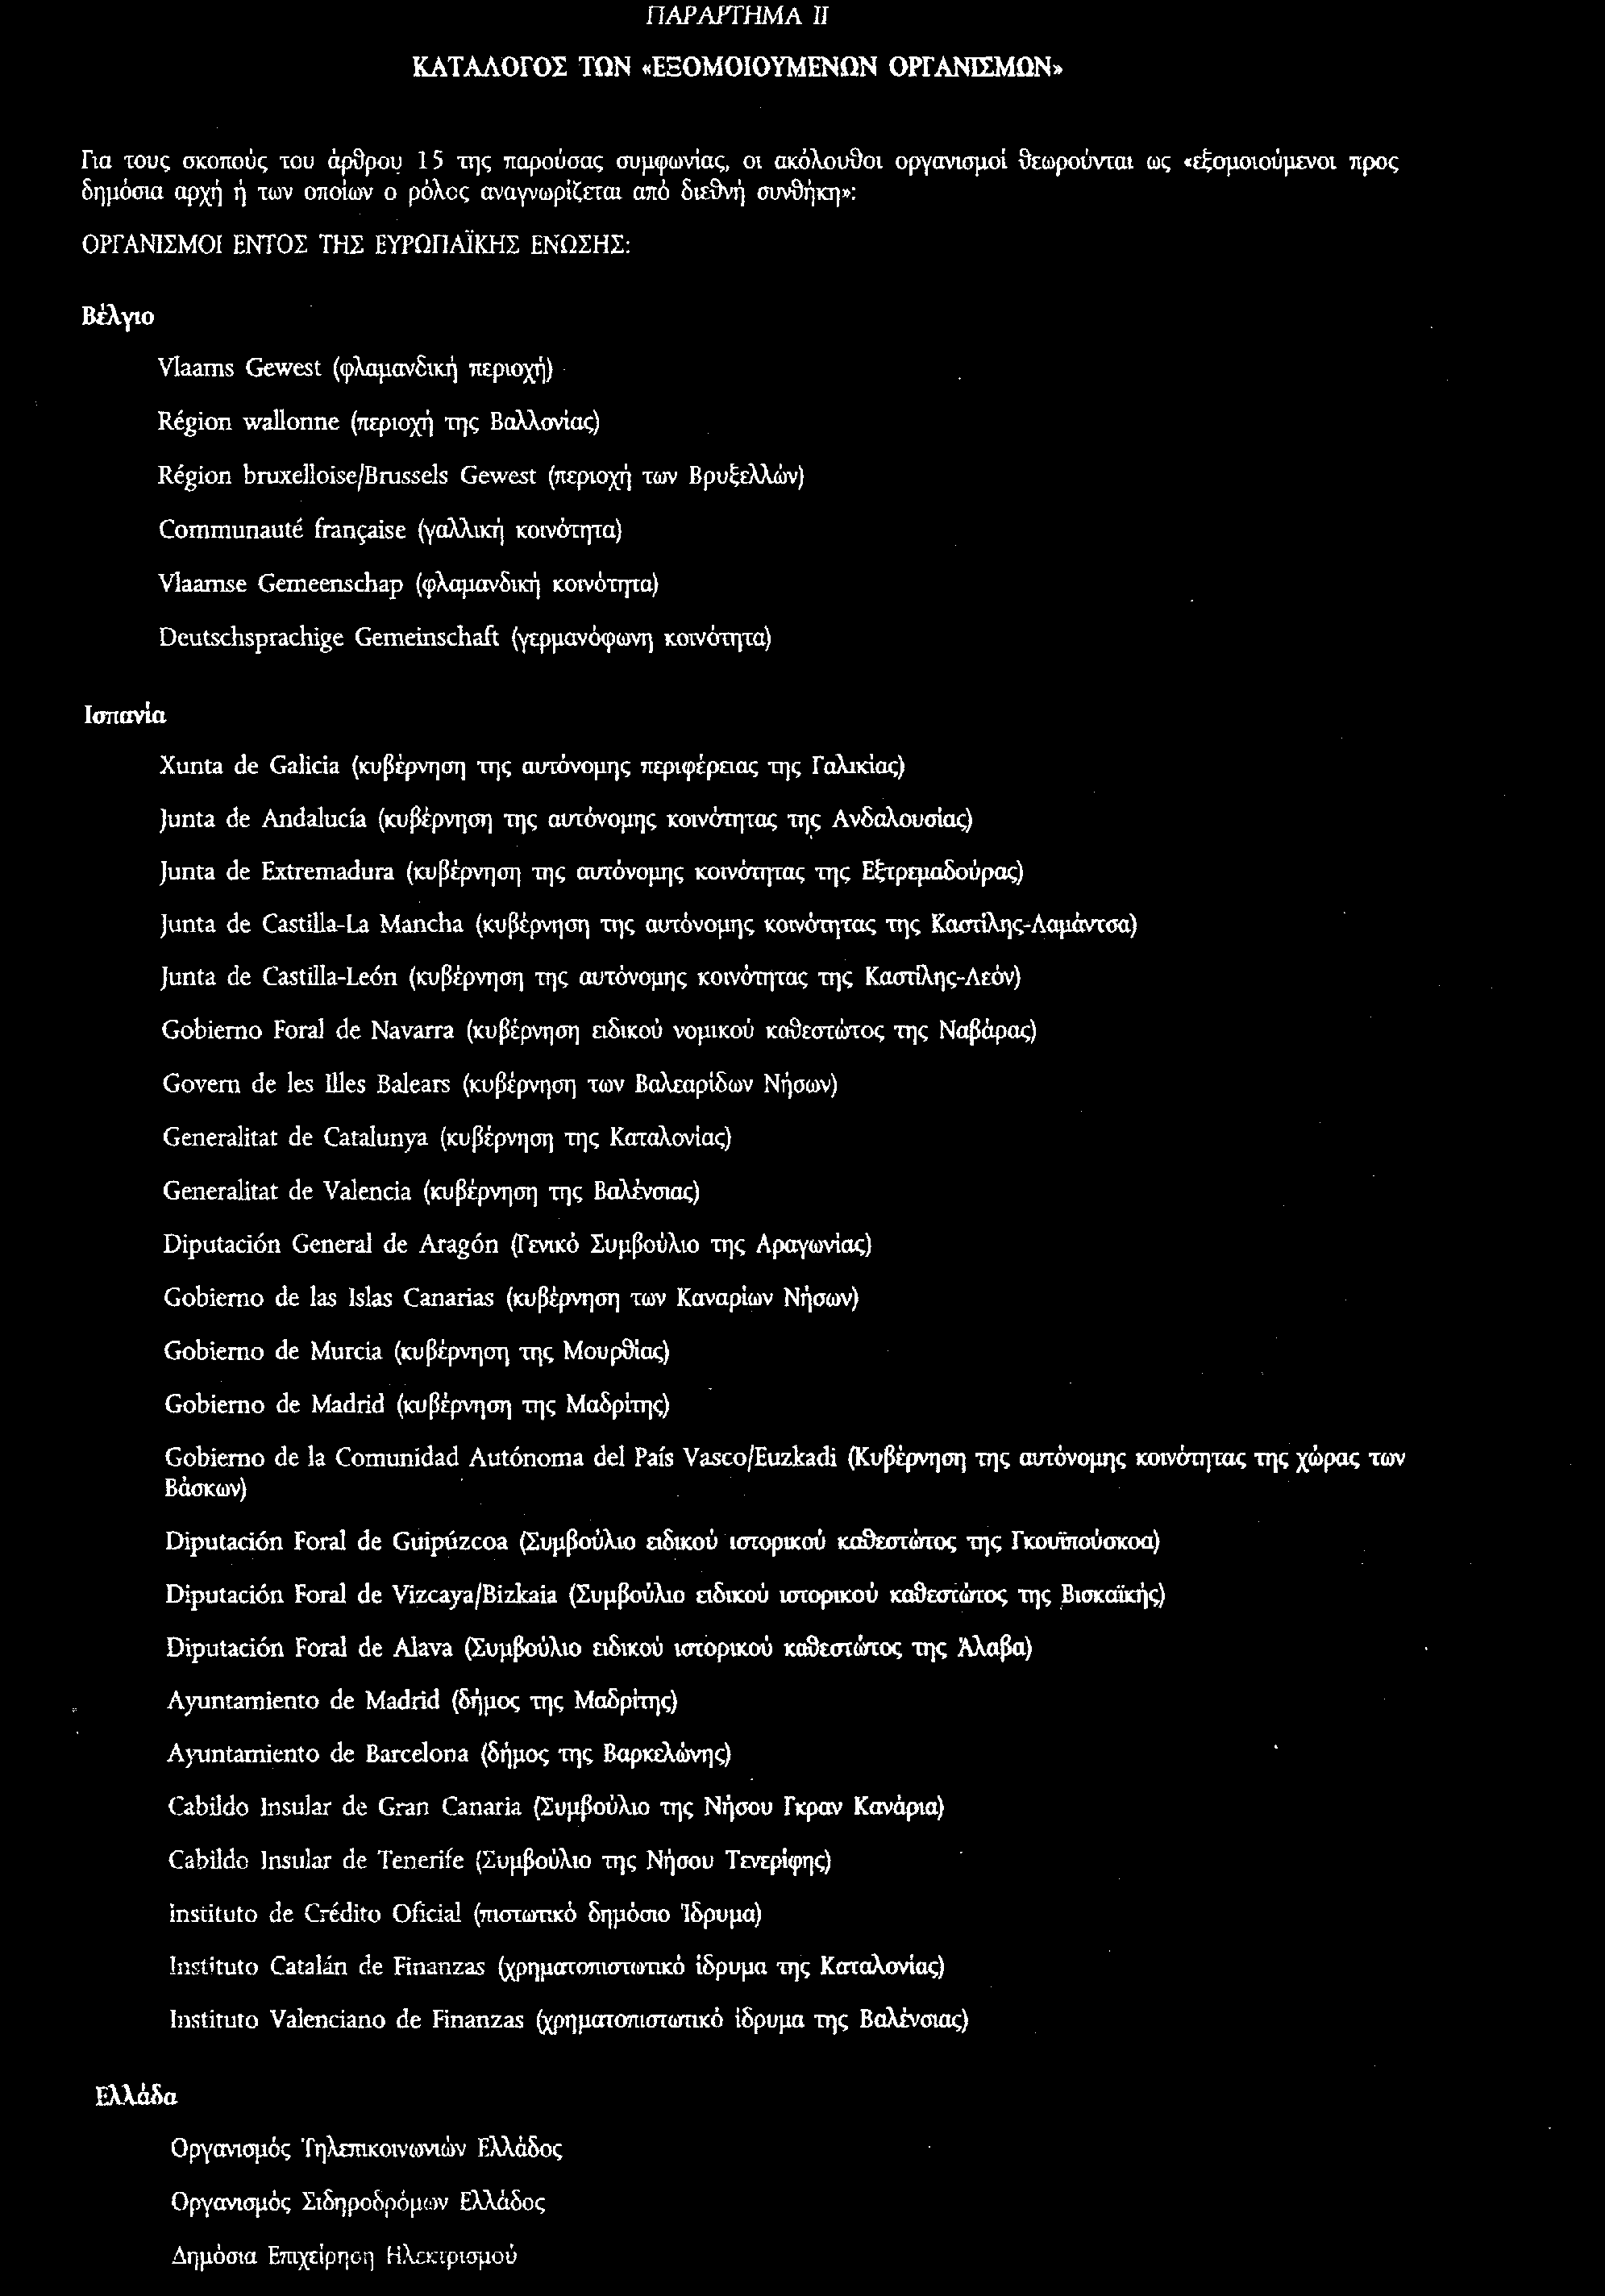 ΠΑΡΑΡΤΗΜΑ II
ΚΑΤΑΛΟΓΟΣ ΤΩΝ «ΕΞΟΜΟΙΟΥΜΕΝΩΝ ΟΡΓΑΝΙΣΜΩΝ»
Για τους σκοπούς του άρθρου 15 της παρούσας συμφωνίας, οι ακόλουθοι οργανισμοί θεωρούνται ως «εξομοιούμενοι προς
δημόσια αρχή ή των οποίων ο ρόλος αναγνωρίζεται από διεθνή συνθήκη»:
ΟΡΓΑΝΙΣΜΟΙ ΕΝΤΟΣ ΤΗΣ ΕΥΡΩΠΑΪΚΗΣ ΕΝΩΣΗΣ:
Βέλγιο
Vlaams Gewest (φλαμανδική περιοχή)
Région wallonne (περιοχή της Βαλλονίας)
Région bruxelloise/Brussels Gewest (περιοχή των Βρυξελλών)
Communauté française (γαλλική κοινότητα)
Vlaamse Gemeenschap (φλαμανδική κοινότητα)
Deutschsprachige Gemeinschaft (γερμανόφωνη κοινότητα)
Ισπανία
Xunta de Galicia (κυβέρνηση της αυτόνομης περιφέρειας της Γαλικίας)
Junta de Andalucía (κυβέρνηση της αυτόνομης κοινότητας της Ανδαλουσίας)
Junta de Extremadura (κυβέρνηση της αυτόνομης κοινότητας της Εξτρεμαδούρας)
Junta de Castilla-La Mancha (κυβέρνηση της αυτόνομης κοινότητας της Καστίλης-Λαμάντσα)
Junta de Castilla-León (κυβέρνηση της αυτόνομης κοινότητας της Καστίλης-Λεόν)
Gobierno Foral de Navarra (κυβέρνηση ειδικού νομικού καθεστώτος της Ναβάρας)
Govern de les Illes Balears (κυβέρνηση των Βαλεαρίδων Νήσων)
Generalitat de Catalunya (κυβέρνηση της Καταλονίας)
Generalitat de Valencia (κυβέρνηση της Βαλένσιας)
Diputación General de Aragón (Γενικό Συμβούλιο της Αραγωνίας)
Gobierno de las Islas Canarias (κυβέρνηση των Καναρίων Νήσων)
Gobierno de Murcia (κυβέρνηση της Μουρθίας)
Gobierno de Madrid (κυβέρνηση της Μαδρίτης)
Gobierno de la Comunidad Autónoma del País Vasco/Euzkadi (Κυβέρνηση της αυτόνομης κοινότητας της χώρας των
Βάσκων)
Diputación Foral de Guipúzcoa (Συμβούλιο ειδικού ιστορικού καθεστώτος της Γκουϊπούσκοα)
Diputación Foral de Vizcaya/Bizkaia (Συμβούλιο ειδικού ιστορικού καθεστώτος της Βισκαϊκής)
Diputación Foral de Alava (Συμβούλιο ειδικού ιστορικού καθεστώτος της Άλαβα)
Ayuntamiento de Madrid (δήμος της Μαδρίτης)
Ayuntamiento de Barcelona (δήμος της Βαρκελώνης)
Cabildo Insular de Gran Canaria (Συμβούλιο της Νήσου Γκραν Κανάρια)
Cabildo Insular de Tenerife (Συμβούλιο της Νήσου Τενερίφης)
Instituto de Crédito Oficial (πιστωτικό δημόσιο Ίδρυμα)
Instituto Catalán de Finanzas (χρηματοπιστωτικό ίδρυμα της Καταλονίας)
Instituto Valenciano de Finanzas (χρηματοπιστωτικό ίδρυμα της Βαλένσιας)
Ελλάδα
Οργανισμός Τηλεπικοινωνιών Ελλάδος
Οργανισμός Σιδηροδρόμων Ελλάδος
Δημόσια Επιχείρηση Ηλεκτρισμού